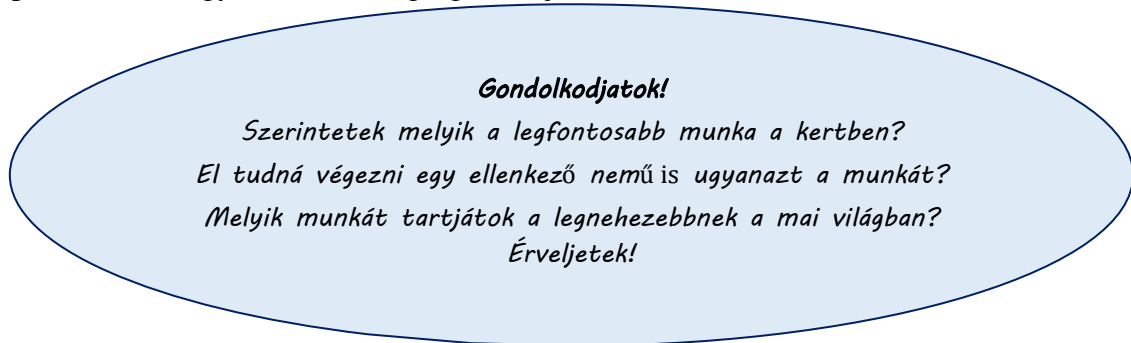 Gondolkodjatok!
Szerintetek melyik a legfontosabb munka a kertben?
El tudná végezni egy ellenkező nemű is ugyanazt a munkát?
Melyik munkát tartjátok a legnehezebbnek a mai világban?
Érveljetek!